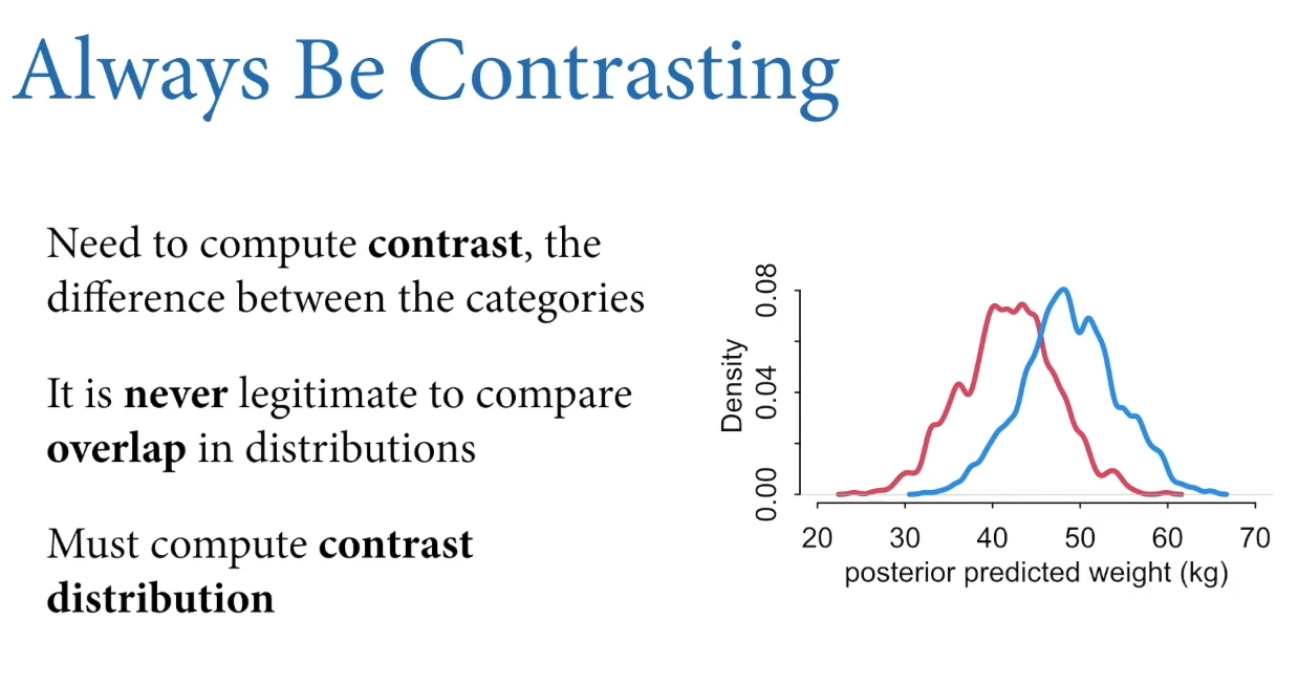 Always Be Contrasting
Need to compute contrast, the
difference between the categories
It is never legitimate to compare
overlap in distributions
Must compute contrast
distribution
Density
0.00 0.04 0.08
20 30 40 50 60 70
posterior predicted weight (kg)